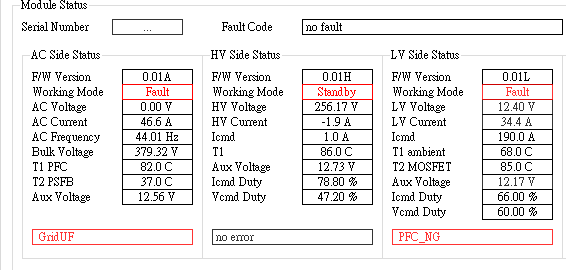 Module Status
Serial Number ... Fault Code no fault
AC Side Status
F/W Version 0.01A
Working Mode Fault
AC Voltage 0.00 V
AC Current 46.6 A
AC Frequency 44.01 Hz
Bulk Voltage 379.32 V
T1 PFC 82.0 C
T2 PSFB 37.0 C
Aux Voltage 12.56 V
GridUF
HV Side Status
F/W Version 0.01H
Working Mode Standby
HV Voltage 256.17 V
HV Current -1.9 A
Icmd 1.0 A
T1 86.0 C
Aux Voltage 12.73 V
Icmd Duty 78.80 %
Vcmd Duty 47.20 %
no error
LV Side Status
F/W Version 0.01L
Working Mode Fault
LV Voltage 12.40 V
LV Current 34.4 A
Icmd 190.0 A
T1 ambient 68.0 C
T2 MOSFET 85.0 C
Aux Voltage 12.17 V
Icmd Duty 66.00 %
Vcmd Duty 60.00 %
PFC_NG